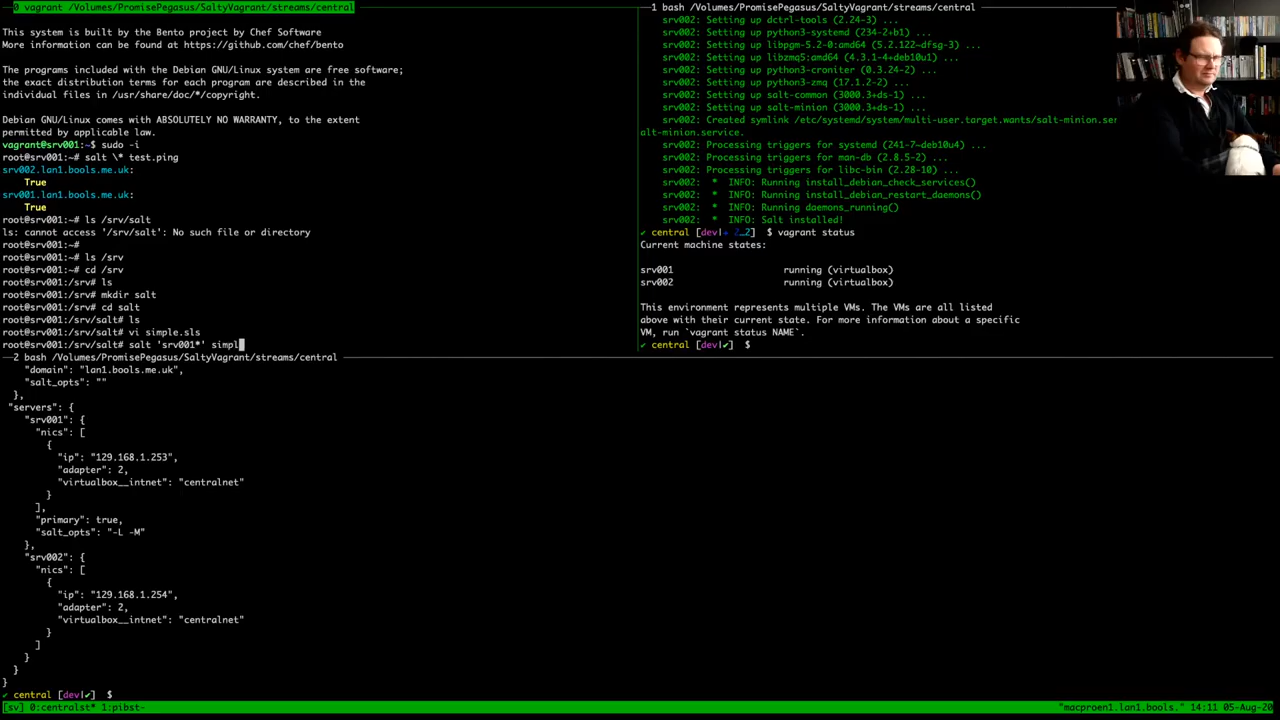 0 vagrant /Volumes/PromisePegasus/SaltyVagrant/streams/central
This system is built by the Bento project by Chef Software
More information can be found at https://github.com/chef/bento
The programs included with the Debian GNU/Linux system are free software;
the exact distribution terms for each program are described in the
individual files in /usr/share/doc/*/copyright.
Debian GNU/Linux comes with ABSOLUTELY NO WARRANTY, to the extent
permitted by applicable law.
vagrant@srv001:~$ sudo -i
root@srv001:~# salt \* test.ping
srv002.lan1.bools.me.uk:
True
srv001.lan1.bools.me.uk:
True
root@srv001:~# ls /srv/salt
ls: cannot access '/srv/salt': No such file or directory
root@srv001:~#
root@srv001:~# ls /srv
root@srv001:~# cd /srv
root@srv001:/srv# ls
root@srv001:/srv# mkdir salt
root@srv001:/srv# cd salt
root@srv001:/srv/salt# ls
root@srv001:/srv/salt# vi simple.sls
root@srv001:/srv/salt# salt 'srv001*' simpl
1 bash /Volumes/PromisePegasus/SaltyVagrant/streams/central
srv002: Setting up dctrl-tools (2.24-3) ...
srv002: Setting up python3-systemd (234-2+b1) ...
srv002: Setting up libpgm-5.2-0:amd64 (5.2.122~dfsg-3) ...
srv002: Setting up libzmq5:amd64 (4.3.1-4+deb10u1) ...
srv002: Setting up python3-croniter (0.3.24-2) ...
srv002: Setting up python3-zmq (17.1.2-2) ...
srv002: Setting up salt-common (3000.3+ds-1) ...
srv002: Setting up salt-minion (3000.3+ds-1) ...
srv002: Created symlink /etc/systemd/system/multi-user.target.wants/salt-minion.ser
alt-minion.service.
srv002: Processing triggers for systemd (241-7~deb10u4) ...
srv002: Processing triggers for man-db (2.8.5-2) ...
srv002: Processing triggers for libc-bin (2.28-10) ...
srv002: * INFO: Running install_debian_check_services()
srv002: * INFO: Running install_debian_restart_daemons()
srv002: * INFO: Running daemons_running()
srv002: * INFO: Salt installed!
✔ central [dev|✚ 2…2] $ vagrant status
Current machine states:
srv001 running (virtualbox)
srv002 running (virtualbox)
This environment represents multiple VMs. The VMs are all listed
above with their current state. For more information about a specific
VM, run `vagrant status NAME`.
✔ central [dev|✔] $
2 bash /Volumes/PromisePegasus/SaltyVagrant/streams/central
"domain": "lan1.bools.me.uk",
"salt_opts": ""
},
"servers": {
"srv001": {
"nics": [
{
"ip": "129.168.1.253",
"adapter": 2,
"virtualbox__intnet": "centralnet"
}
],
"primary": true,
"salt_opts": "-L -M"
},
"srv002": {
"nics": [
{
"ip": "129.168.1.254",
"adapter": 2,
"virtualbox__intnet": "centralnet"
}
]
}
}
}
✔ central [dev|✔] $
[sv] 0:centralst* 1:pibst- "macproen1.lan1.bools." 14:11 05-Aug-20